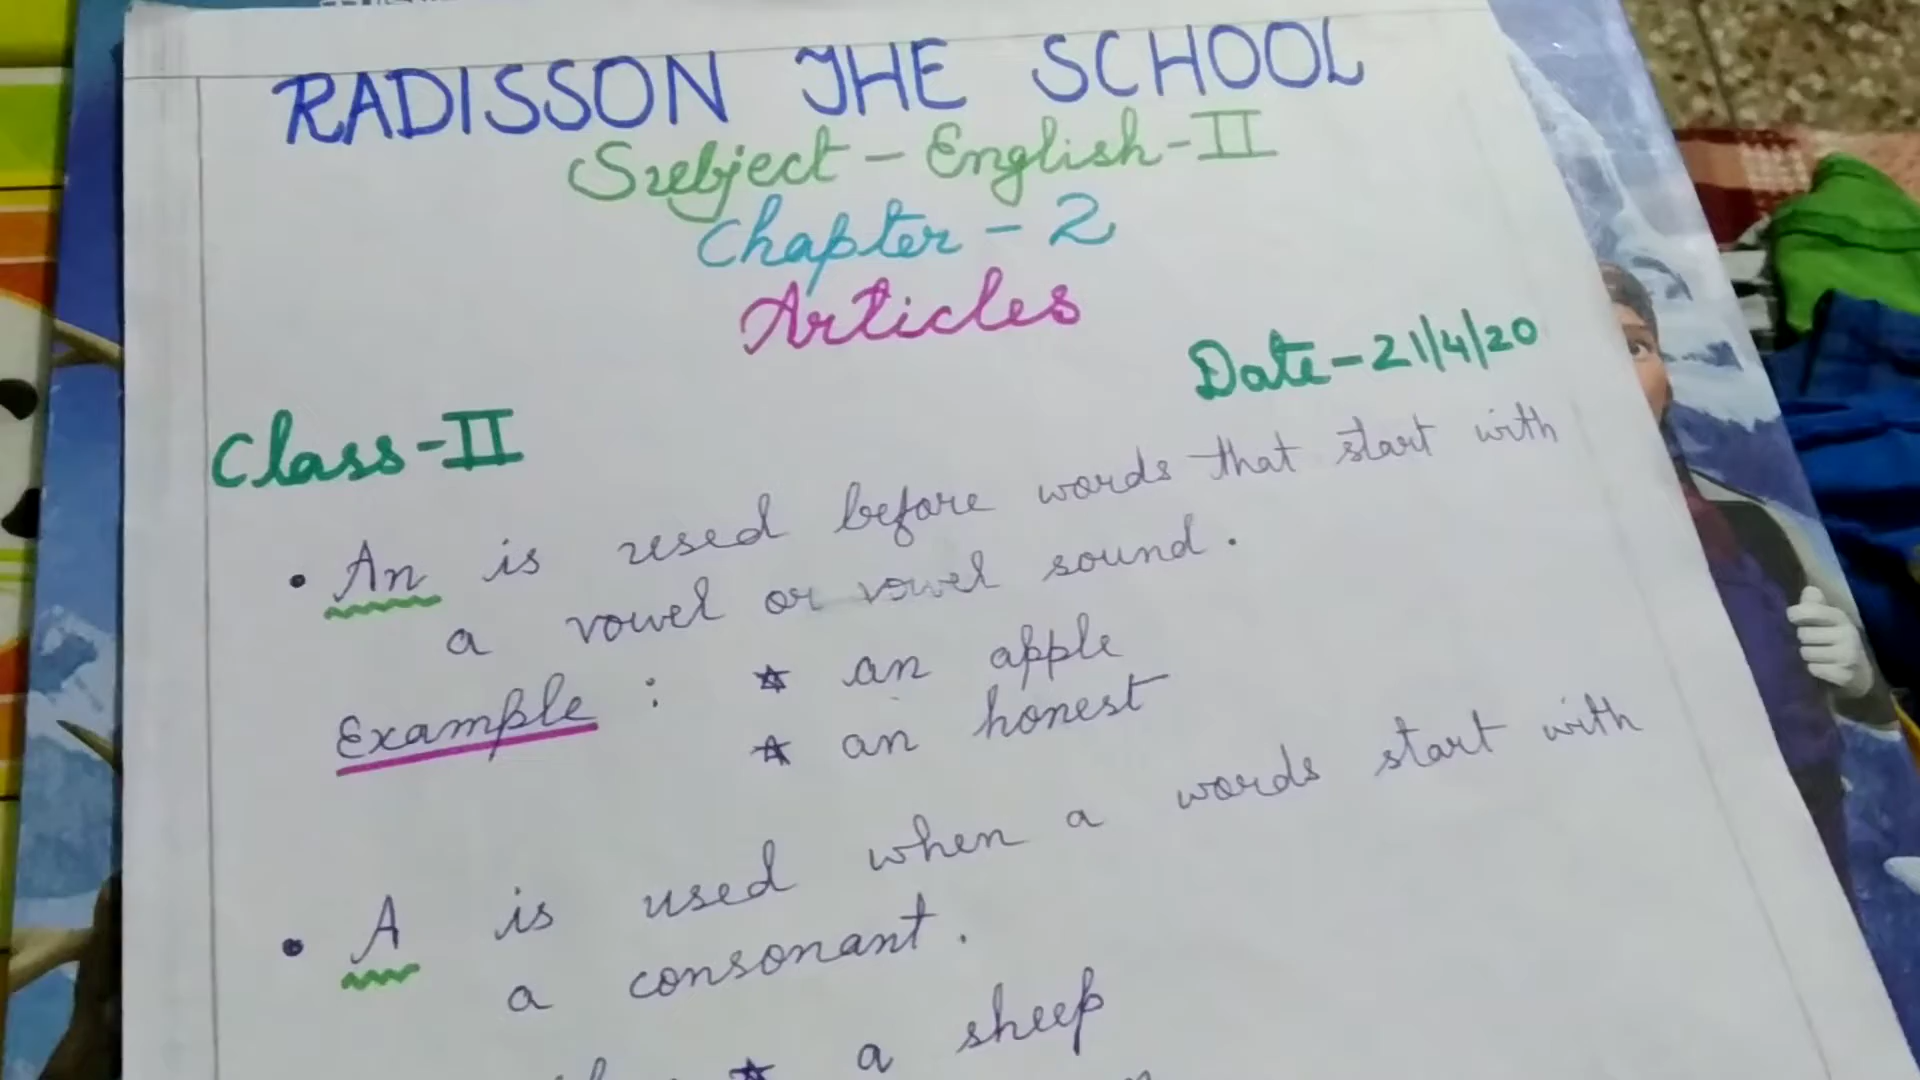 RADISSON THE SCHOOL
Subject - English - II
Chapter - 2
Articles
Date - 21/4/20
Class - II
• An is used before words that start with
a vowel or vowel sound.
Example : ☆ an apple
☆ an honest
• A is used when a words start with
a consonant.
☆ a sheep